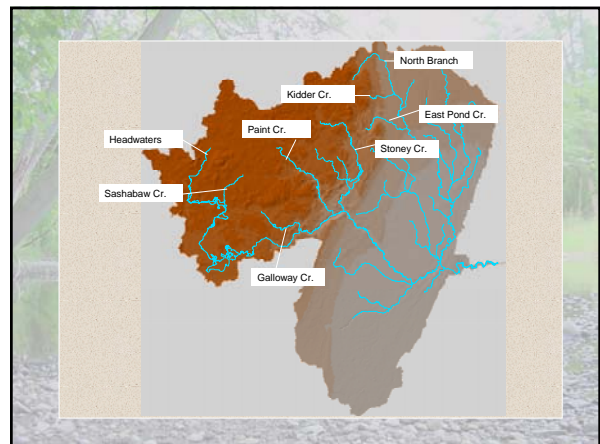 North Branch
Kidder Cr.
East Pond Cr.
Headwaters
Paint Cr.
Stoney Cr.
Sashabaw Cr.
Galloway Cr.